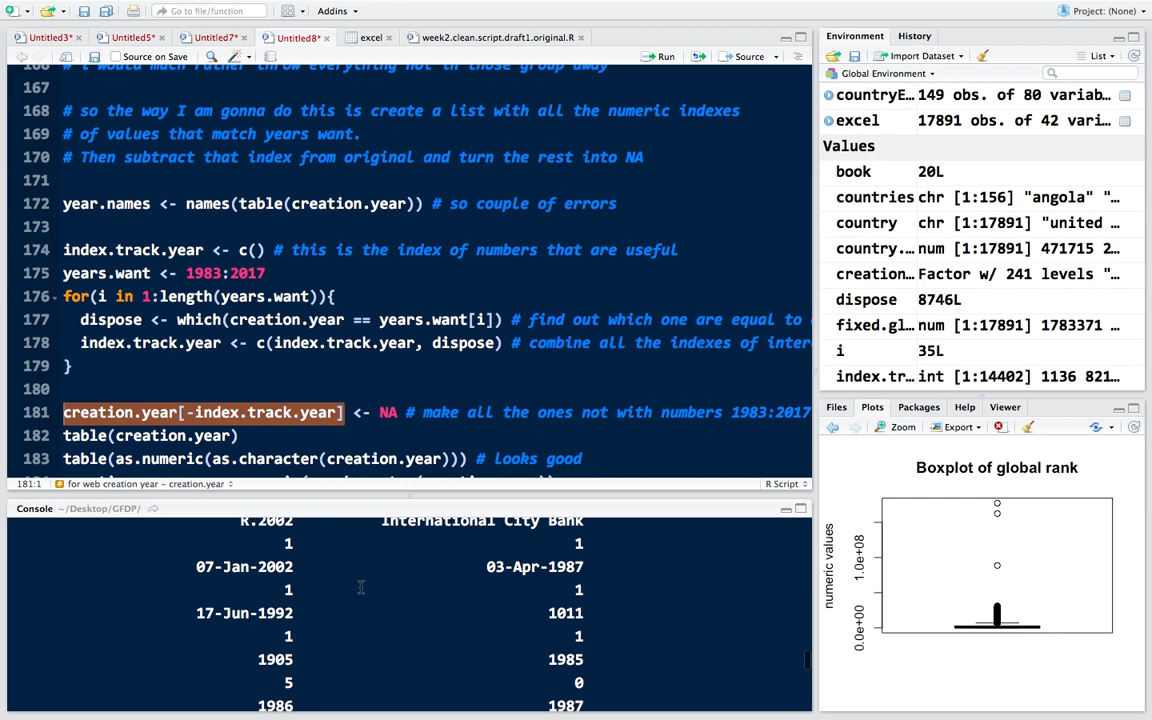 Go to file/function
Addins
Project: (None)
Untitled3*
Untitled5*
Untitled7*
Untitled8*
excel
week2.clean.script.draft1.original.R
Source on Save
Run
Source
166 # i would much rather throw everything not in those group away
167
168 # so the way I am gonna do this is create a list with all the numeric indexes
169 # of values that match years want.
170 # Then subtract that index from original and turn the rest into NA
171
172 year.names <- names(table(creation.year)) # so couple of errors
173
174 index.track.year <- c() # this is the index of numbers that are useful
175 years.want <- 1983:2017
176 for(i in 1:length(years.want)){
177 dispose <- which(creation.year == years.want[i]) # find out which one are equal to
178 index.track.year <- c(index.track.year, dispose) # combine all the indexes of inter
179 }
180
181 creation.year[-index.track.year] <- NA # make all the ones not with numbers 1983:2017
182 table(creation.year)
183 table(as.numeric(as.character(creation.year))) # looks good
181:1 for web creation year – creation.year
R Script
Console ~/Desktop/GFDP/
R.2002 International City Bank
1 1
07-Jan-2002 03-Apr-1987
1 1
17-Jun-1992 1011
1 1
1905 1985
5 0
1986 1987
Environment History
Import Dataset
List
Global Environment
countryE… 149 obs. of 80 variab…
excel 17891 obs. of 42 vari…
Values
book 20L
countries chr [1:156] "angola" "…
country chr [1:17891] "united …
country.… num [1:17891] 471715 2…
creation… Factor w/ 241 levels "…
dispose 8746L
fixed.gl… num [1:17891] 1783371 …
i 35L
index.tr… int [1:14402] 1136 821…
Files Plots Packages Help Viewer
Zoom Export
Boxplot of global rank
numeric values
1.0e+08
0.0e+00